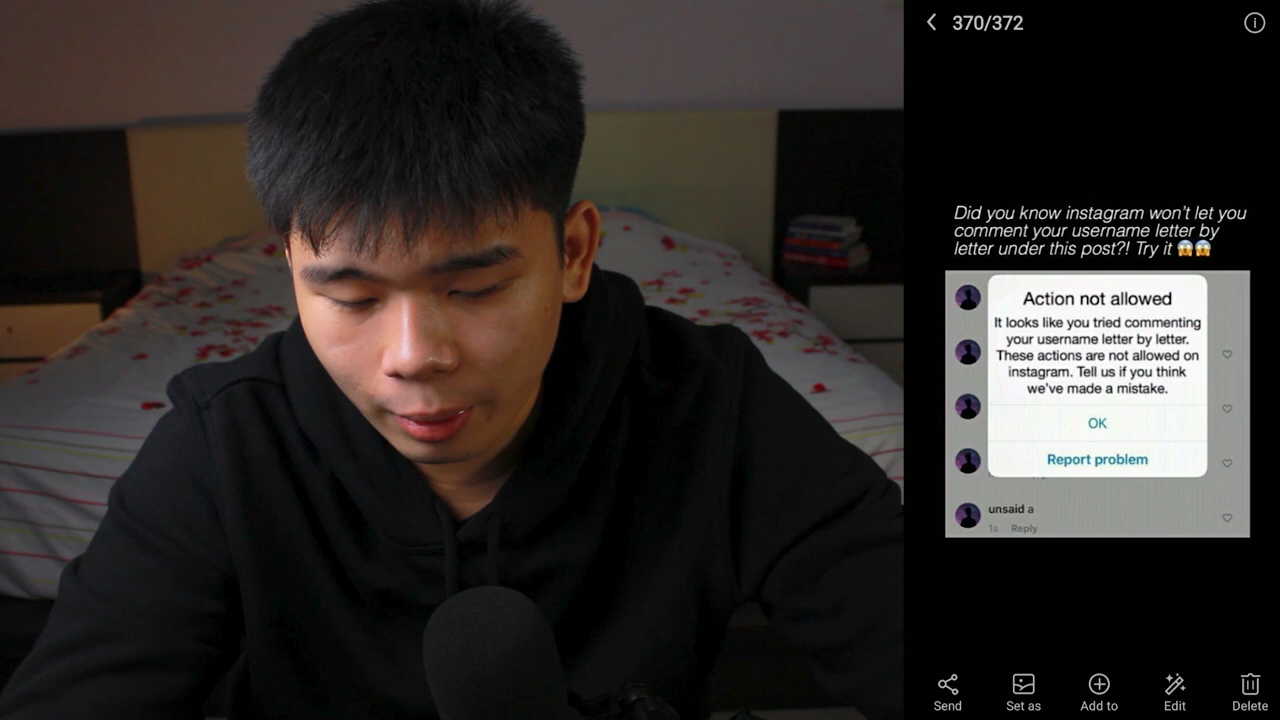 370/372
Did you know instagram won't let you
comment your username letter by
letter under this post?! Try it 😱😱
Action not allowed
It looks like you tried commenting
your username letter by letter.
These actions are not allowed on
instagram. Tell us if you think
we've made a mistake.
OK
Report problem
unsaid a
1s Reply
Send
Set as
Add to
Edit
Delete